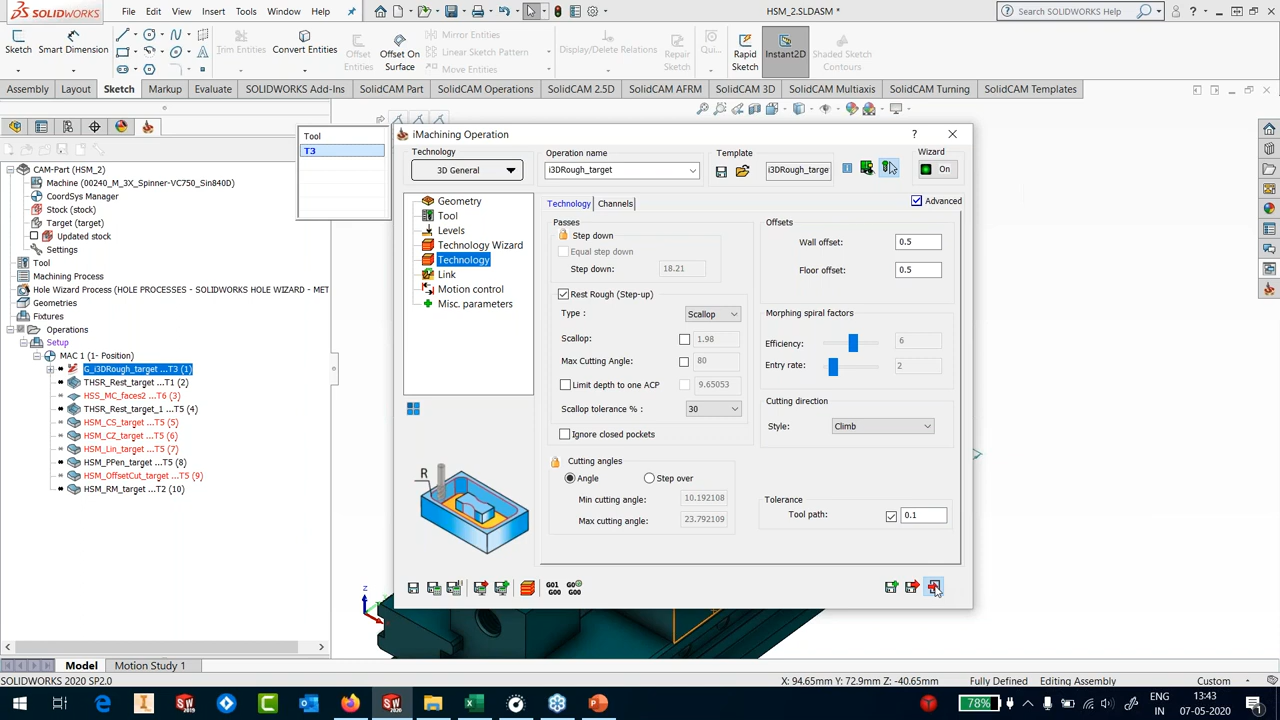 SOLIDWORKS
File Edit View Insert Tools Window Help
HSM_2.SLDASM *
Search SOLIDWORKS Help
Sketch
Smart Dimension
Trim Entities
Convert Entities
Offset Entities
Offset On Surface
Mirror Entities
Linear Sketch Pattern
Move Entities
Display/Delete Relations
Repair Sketch
Qui...
Rapid Sketch
Instant2D
Shaded Sketch Contours
Assembly Layout Sketch Markup Evaluate SOLIDWORKS Add-Ins SolidCAM Part SolidCAM Operations SolidCAM 2.5D SolidCAM AFRM SolidCAM 3D SolidCAM Multiaxis SolidCAM Turning SolidCAM Templates
CAM-Part (HSM_2)
Machine (00240_M_3X_Spinner-VC750_Sin840D)
CoordSys Manager
Stock (stock)
Target (target)
Updated stock
Settings
Tool
Machining Process
Hole Wizard Process (HOLE PROCESSES - SOLIDWORKS HOLE WIZARD - MET
Geometries
Fixtures
Operations
Setup
MAC 1 (1- Position)
G_i3DRough_target ...T3 (1)
THSR_Rest_target ...T1 (2)
HSS_MC_faces2 ...T6 (3)
THSR_Rest_target_1 ...T5 (4)
HSM_CS_target ...T5 (5)
HSM_CZ_target ...T5 (6)
HSM_Lin_target ...T5 (7)
HSM_PPen_target ...T5 (8)
HSM_OffsetCut_target ...T5 (9)
HSM_RM_target ...T2 (10)
Tool
T3
iMachining Operation
Technology
3D General
Operation name
i3DRough_target
Template
i3DRough_targe
Wizard
On
Geometry
Tool
Levels
Technology Wizard
Technology
Link
Motion control
Misc. parameters
R
Technology Channels
Advanced
Passes
Step down
Equal step down
Step down: 18.21
Rest Rough (Step-up)
Type : Scallop
Scallop: 1.98
Max Cutting Angle: 80
Limit depth to one ACP 9.65053
Scallop tolerance % : 30
Ignore closed pockets
Cutting angles
Angle Step over
Min cutting angle: 10.192108
Max cutting angle: 23.792109
Offsets
Wall offset: 0.5
Floor offset: 0.5
Morphing spiral factors
Efficiency: 6
Entry rate: 2
Cutting direction
Style: Climb
Tolerance
Tool path: 0.1
G01 G00
G0 G00
Z
Model Motion Study 1
SOLIDWORKS 2020 SP2.0
X: 94.65mm Y: 72.9mm Z: -40.65mm Fully Defined Editing Assembly Custom
78%
ENG
IN
13:43
07-05-2020